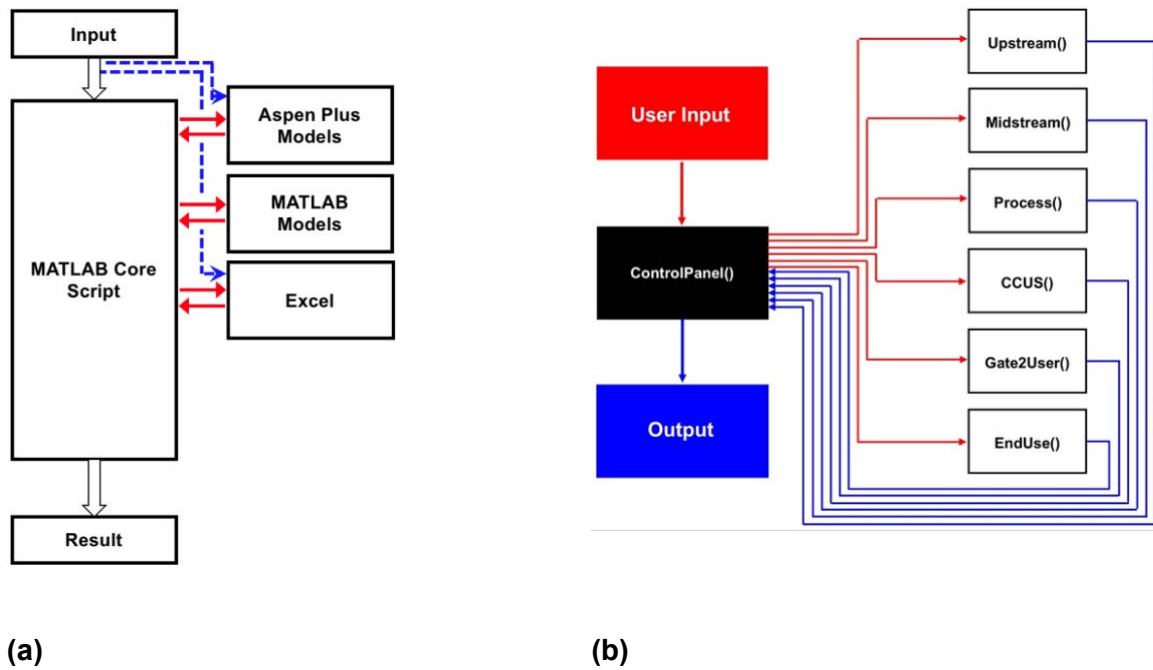 Input
Aspen Plus
Models
MATLAB
Models
MATLAB Core
Script
Excel
Result
(a)
User Input
ControlPanel()
Output
Upstream()
Midstream()
Process()
CCUS()
Gate2User()
EndUse()
(b)